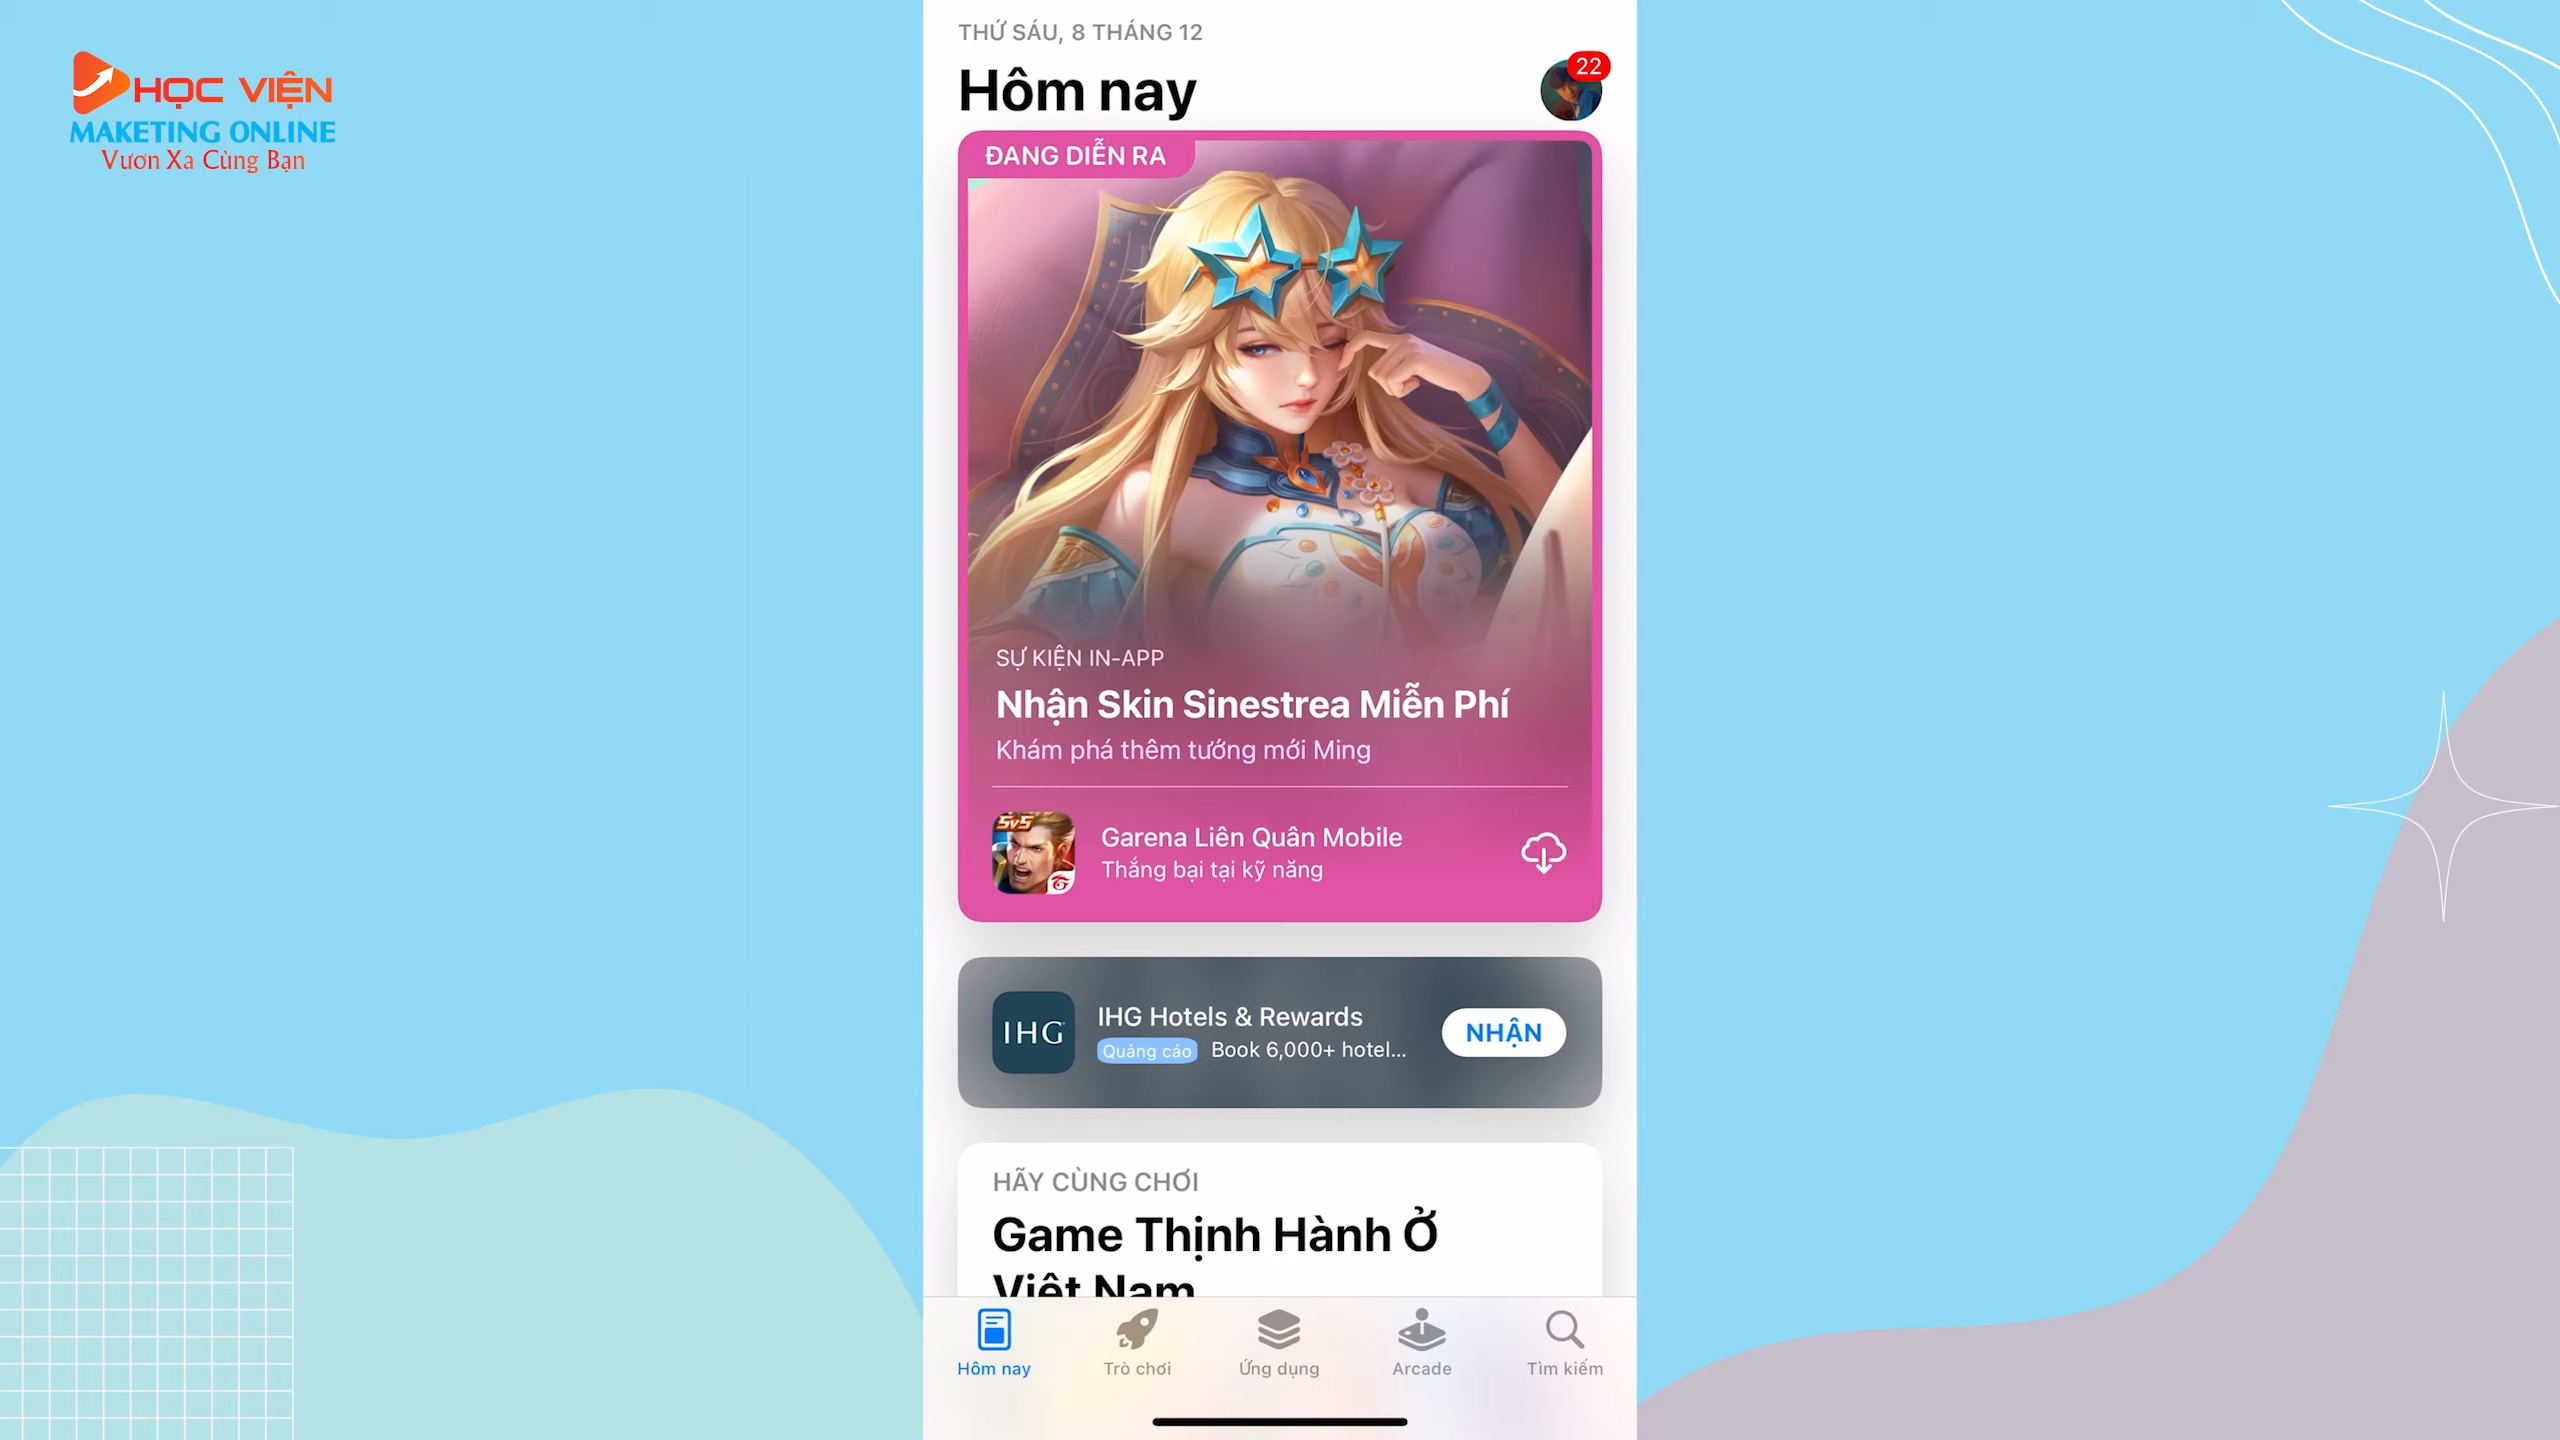 HỌC VIỆN
MAKETING ONLINE
Vươn Xa Cùng Bạn
THỨ SÁU, 8 THÁNG 12
Hôm nay
22
ĐANG DIỄN RA
SỰ KIỆN IN-APP
Nhận Skin Sinestrea Miễn Phí
Khám phá thêm tướng mới Ming
5v5
Garena Liên Quân Mobile
Thắng bại tại kỹ năng
IHG
IHG Hotels & Rewards
Quảng cáo Book 6,000+ hotel...
NHẬN
HÃY CÙNG CHƠI
Game Thịnh Hành Ở
Việt Nam
Hôm nay
Trò chơi
Ứng dụng
Arcade
Tìm kiếm